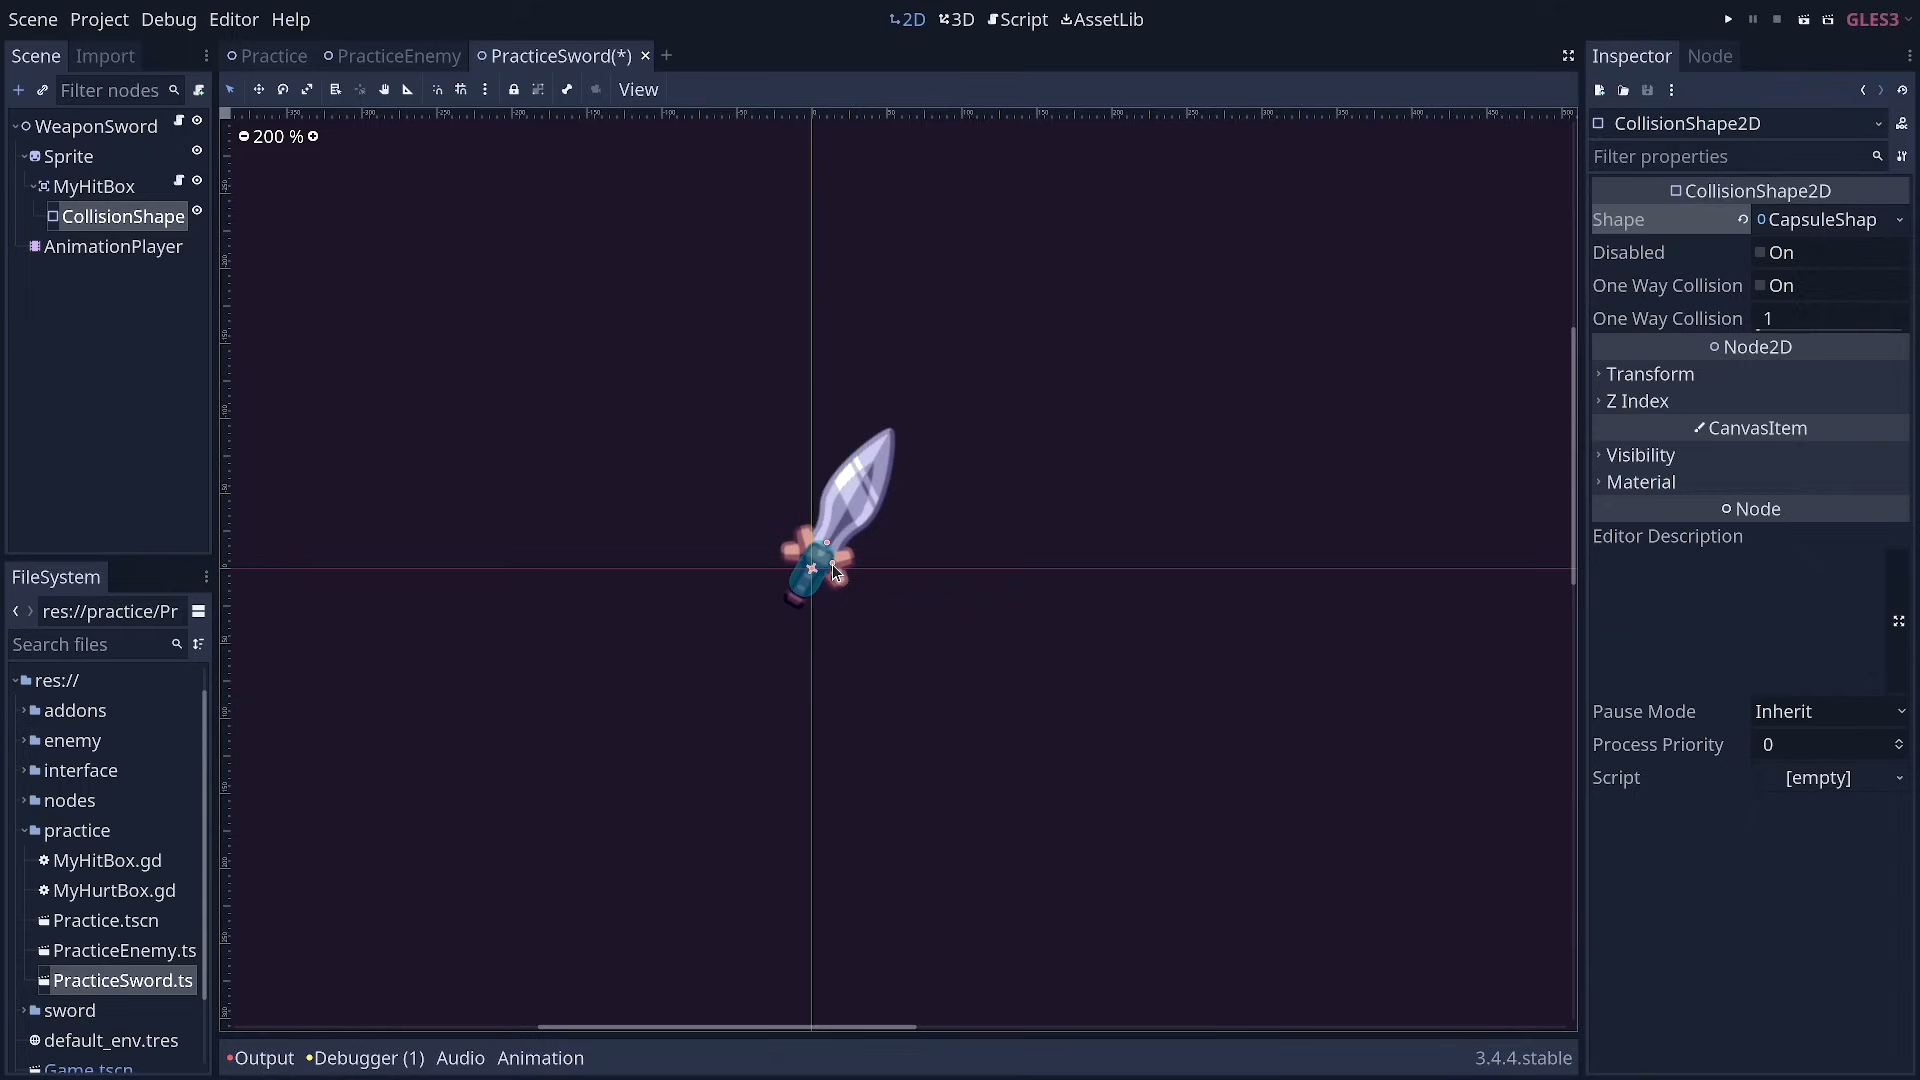 Scene Project Debug Editor Help
2D 3D Script AssetLib
GLES3
Scene Import
Practice PracticeEnemy PracticeSword(*)
Inspector Node
Filter nodes
View
CollisionShape2D
WeaponSword
200 %
Sprite
Filter properties
MyHitBox
CollisionShape2D
CollisionShape
Shape CapsuleShap
AnimationPlayer
Disabled On
One Way Collision On
One Way Collision 1
Node2D
Transform
Z Index
CanvasItem
Visibility
Material
Node
Editor Description
FileSystem
res://practice/Pr
Search files
res://
addons
Pause Mode Inherit
enemy
Process Priority 0
interface
Script [empty]
nodes
practice
MyHitBox.gd
MyHurtBox.gd
Practice.tscn
PracticeEnemy.ts
PracticeSword.ts
sword
default_env.tres
Game.tscn
Output Debugger (1) Audio Animation
3.4.4.stable